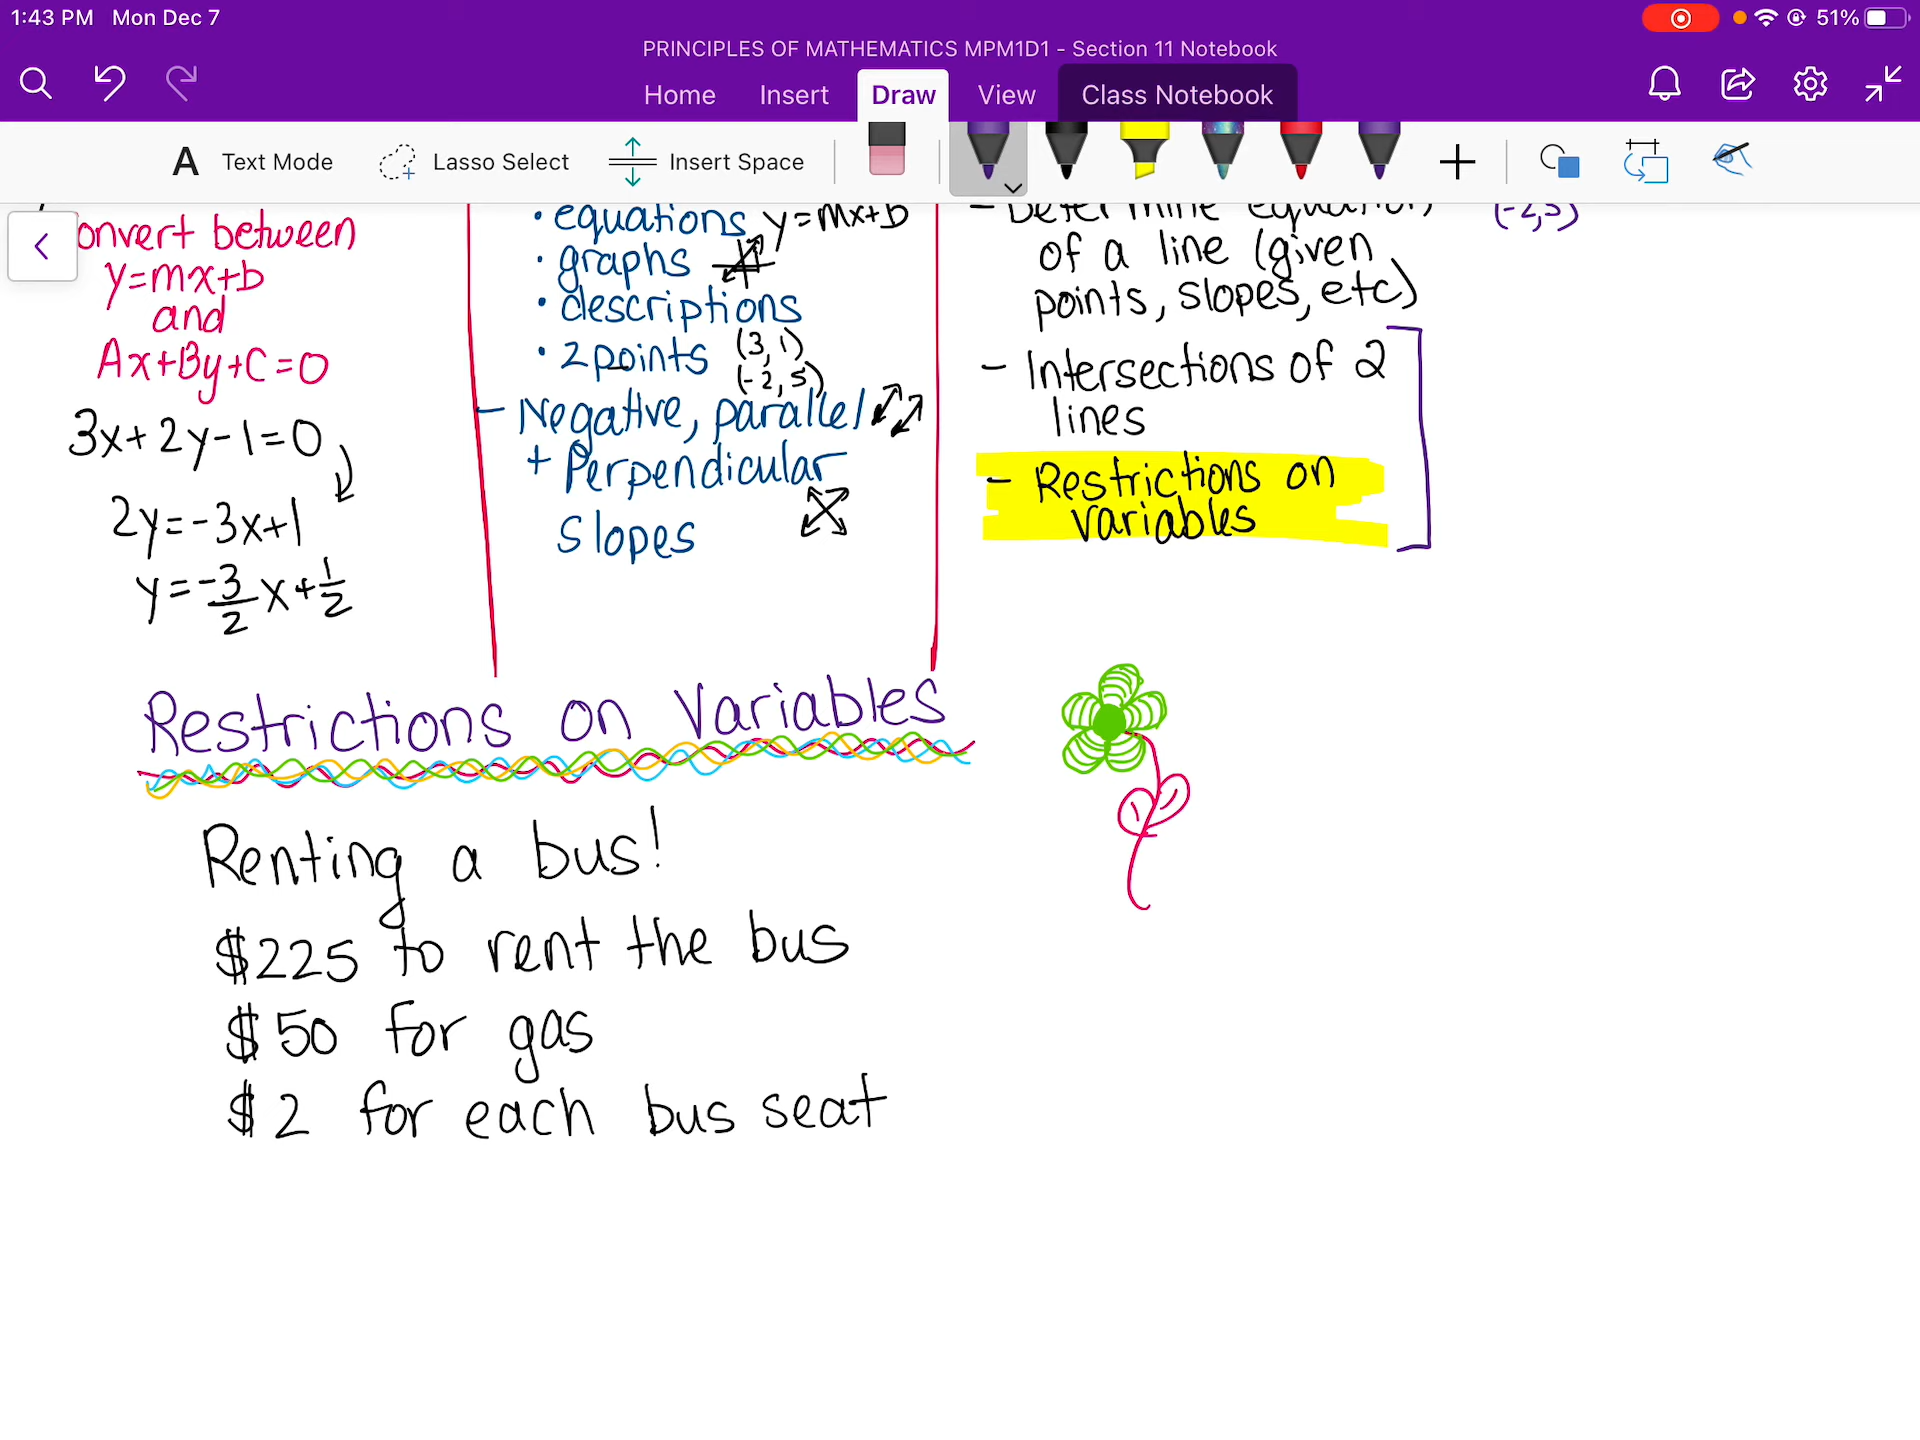 1:43 PM Mon Dec 7
51%
PRINCIPLES OF MATHEMATICS MPM1D1 - Section 11 Notebook
Home Insert Draw View Class Notebook
A Text Mode Lasso Select Insert Space
onvert between
y=mx+b
and
Ax+By+C=0
3x+2y-1=0
2y=-3x+1
y=-3/2x+1/2
• equations y=mx+b
• graphs
• descriptions
• 2 points (3,1)
(-2,5)
- Negative, parallel
+ Perpendicular
Slopes
- Determine equation
of a line (given
points, slopes, etc)
- Intersections of 2
lines
- Restrictions on
variables
(-2,5)
Restrictions on Variables
Renting a bus!
$225 to rent the bus
$50 for gas
$2 for each bus seat